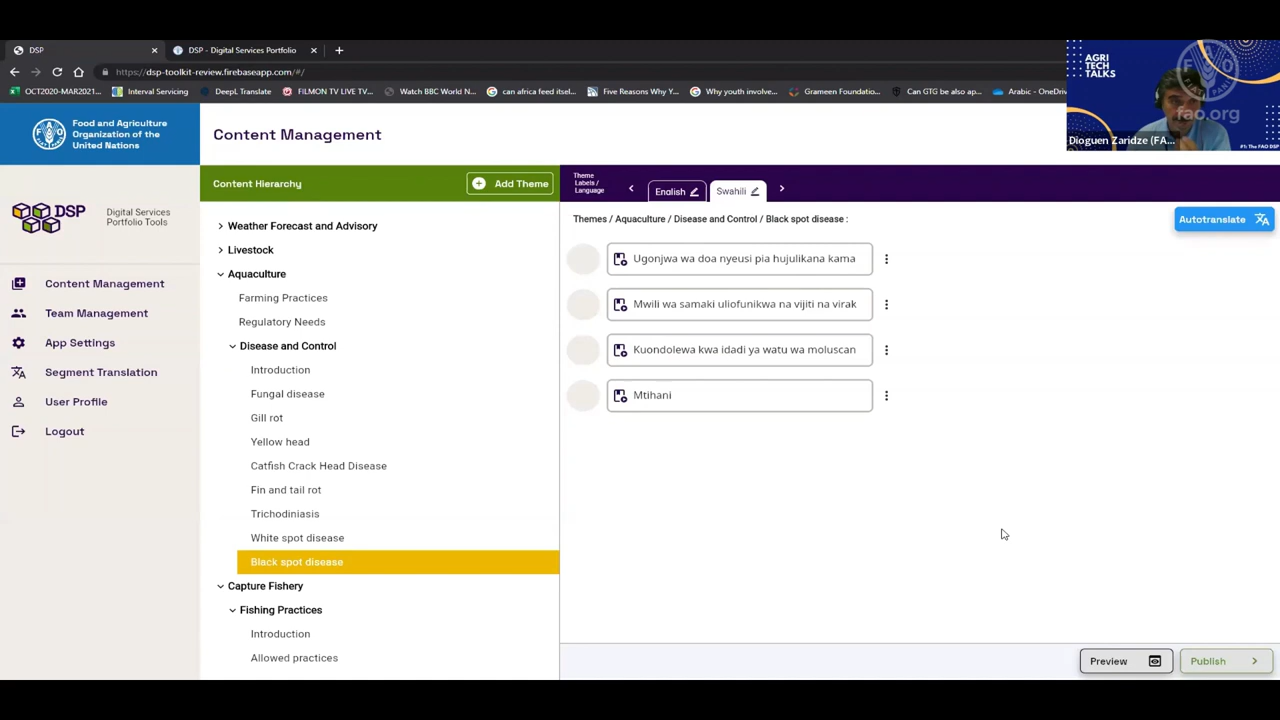 DSP
DSP - Digital Services Portfolio
https://dsp-toolkit-review.firebaseapp.com/#/
OCT2020-MAR2021...
Interval Servicing
DeepL Translate
FILMON TV LIVE TV...
Watch BBC World N...
can africa feed itsel...
Five Reasons Why Y...
Why youth involve...
Grameen Foundatio...
Can GTG be also ap...
Arabic - OneDriv
AGRI
TECH
TALKS
fao.org
Dioguen Zaridze (FA...
#1: The FAO DSP
Food and Agriculture
Organization of the
United Nations
Content Management
DSP
Digital Services
Portfolio Tools
Content Management
Team Management
App Settings
Segment Translation
User Profile
Logout
Content Hierarchy
Add Theme
Weather Forecast and Advisory
Livestock
Aquaculture
Farming Practices
Regulatory Needs
Disease and Control
Introduction
Fungal disease
Gill rot
Yellow head
Catfish Crack Head Disease
Fin and tail rot
Trichodiniasis
White spot disease
Black spot disease
Capture Fishery
Fishing Practices
Introduction
Allowed practices
Theme
Labels /
Language
English
Swahili
Themes / Aquaculture / Disease and Control / Black spot disease :
Autotranslate
Ugonjwa wa doa nyeusi pia hujulikana kama
Mwili wa samaki uliofunikwa na vijiti na virak
Kuondolewa kwa idadi ya watu wa moluscan
Mtihani
Preview
Publish